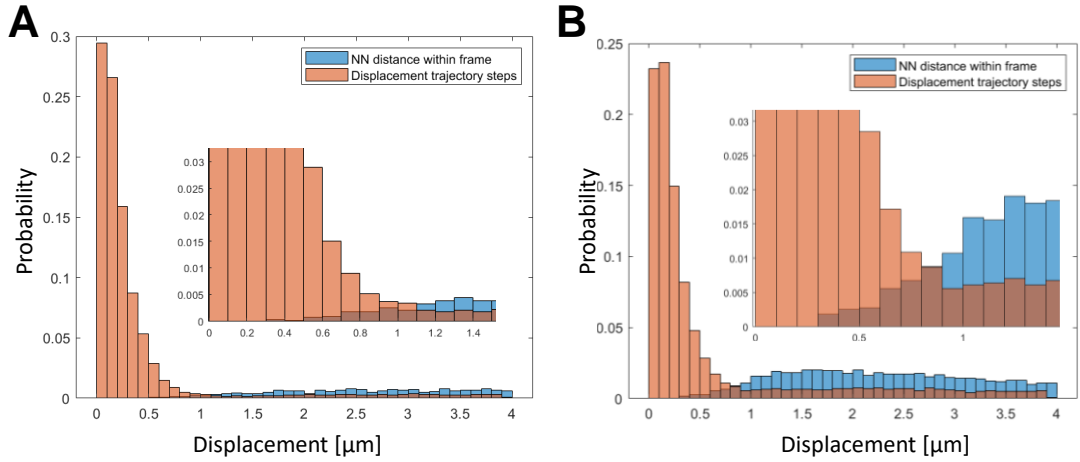 A
0.3
0.25
0.2
0.15
0.1
0.05
0
Probability
NN distance within frame
Displacement trajectory steps
0.03
0.025
0.02
0.015
0.01
0.005
0
0 0.2 0.4 0.6 0.8 1 1.2 1.4
0 0.5 1 1.5 2 2.5 3 3.5 4
Displacement [µm]
B
0.25
0.2
0.15
0.1
0.05
0
Probability
NN distance within frame
Displacement trajectory steps
0.03
0.025
0.02
0.015
0.01
0.005
0
0 0.5 1
0 0.5 1 1.5 2 2.5 3 3.5 4
Displacement [µm]